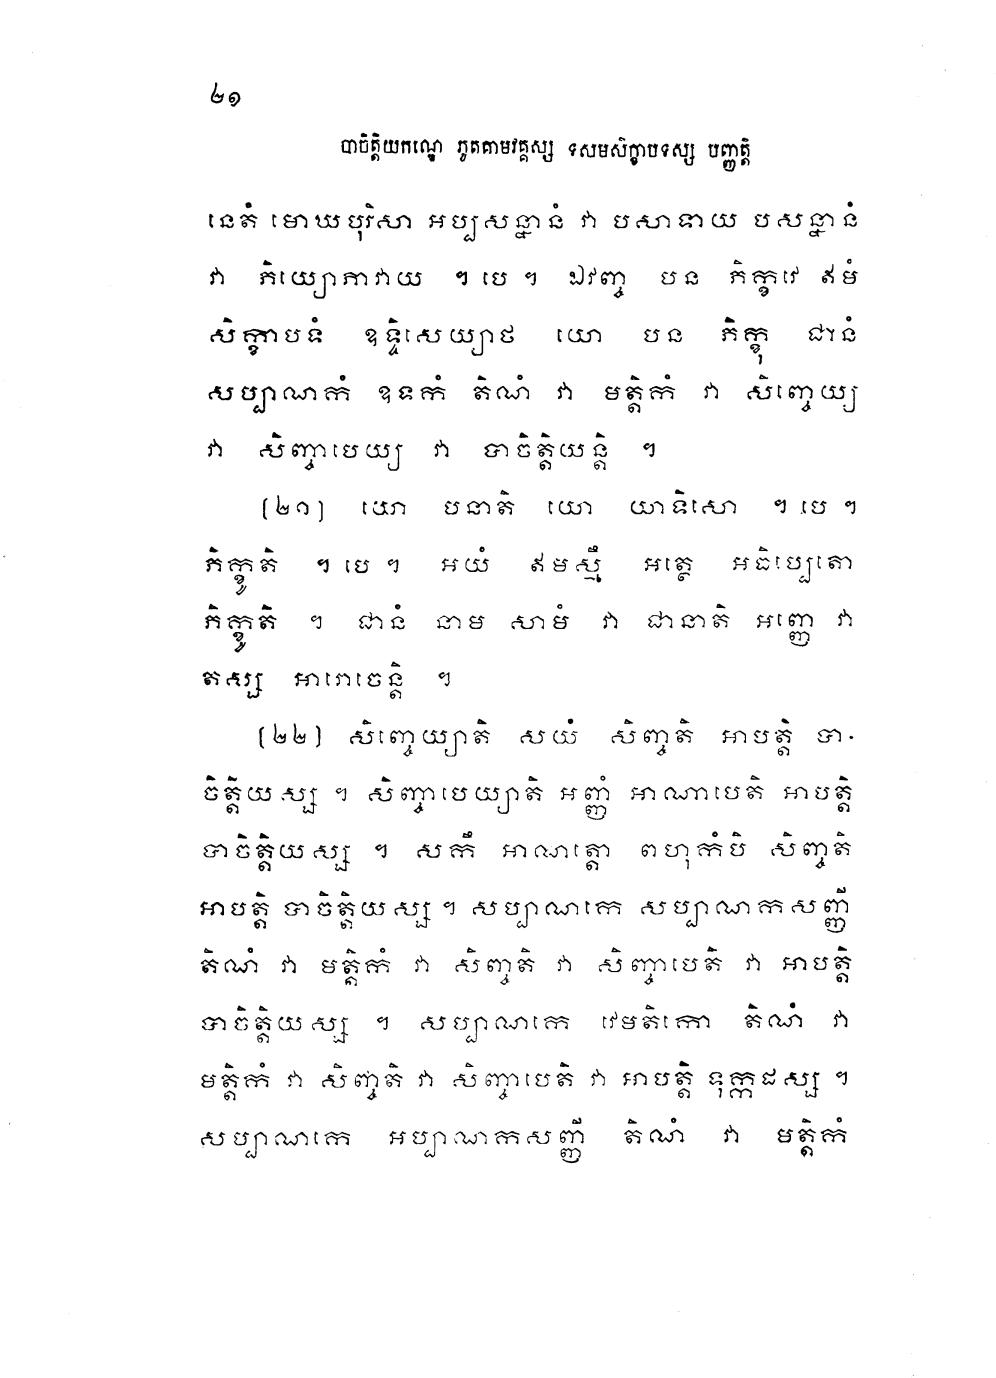 ២១
បាចិត្តិយកណ្ឌេ ភូតគាមវគ្គស្ស ទសមសិក្ខាបទស្ស បញ្ញត្តិ
នេតំ មោឃបុរិសា អប្បសន្នានំ វា បសាទាយ បសន្នានំ
វា ភិយ្យោភាវាយ ។ បេ ។ ឯវញ្ច បន ភិក្ខវេ ឥមំ
សិក្ខាបទំ ឧទ្ទិសេយ្យាថ យោ បន ភិក្ខុ ជានំ
សប្បាណកំ ឧទកំ តិណំ វា មត្តិកំ វា សិញ្ចេយ្យ
វា សិញ្ចាបេយ្យ វា បាចិត្តិយន្តិ ។
(២១) យោ បនាតិ យោ យាទិសោ ។ បេ ។
ភិក្ខូតិ ។ បេ ។ អយំ ឥមស្មឹ អត្ថេ អធិប្បេតោ
ភិក្ខូតិ ។ ជានំ នាម សាមំ វា ជានាតិ អញ្ញេ វា
តស្ស អារោចេន្តិ ។
(២២) សិញ្ចេយ្យាតិ សយំ សិញ្ចតិ អាបត្តិ បា-
ចិត្តិយស្ស ។ សិញ្ចាបេយ្យាតិ អញ្ញំ អាណាបេតិ អាបត្តិ
បាចិត្តិយស្ស ។ សកឹ អាណត្តោ ពហុកំបិ សិញ្ចតិ
អាបត្តិ បាចិត្តិយស្ស ។ សប្បាណកេ សប្បាណកសញ្ញី
តិណំ វា មត្តិកំ វា សិញ្ចតិ វា សិញ្ចាបេតិ វា អាបត្តិ
បាចិត្តិយស្ស ។ សប្បាណកេ វេមតិកោ តិណំ វា
មត្តិកំ វា សិញ្ចតិ វា សិញ្ចាបេតិ វា អាបត្តិ ទុក្កដស្ស ។
សប្បាណកេ អប្បាណកសញ្ញី តិណំ វា មត្តិកំ